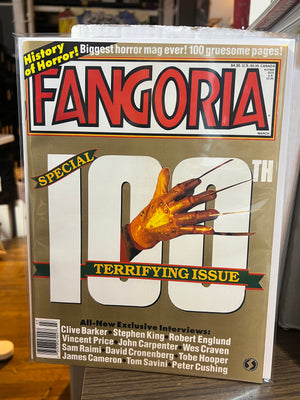 History
of Horror!
Biggest horror mag ever! 100 gruesome pages!
FANGORIA
MARCH
SPECIAL
100TH
TERRIFYING ISSUE
All-New Exclusive Interviews:
Clive Barker • Stephen King • Robert Englund
Vincent Price • John Carpenter • Wes Craven
Sam Raimi • David Cronenberg • Tobe Hooper
James Cameron • Tom Savini • Peter Cushing